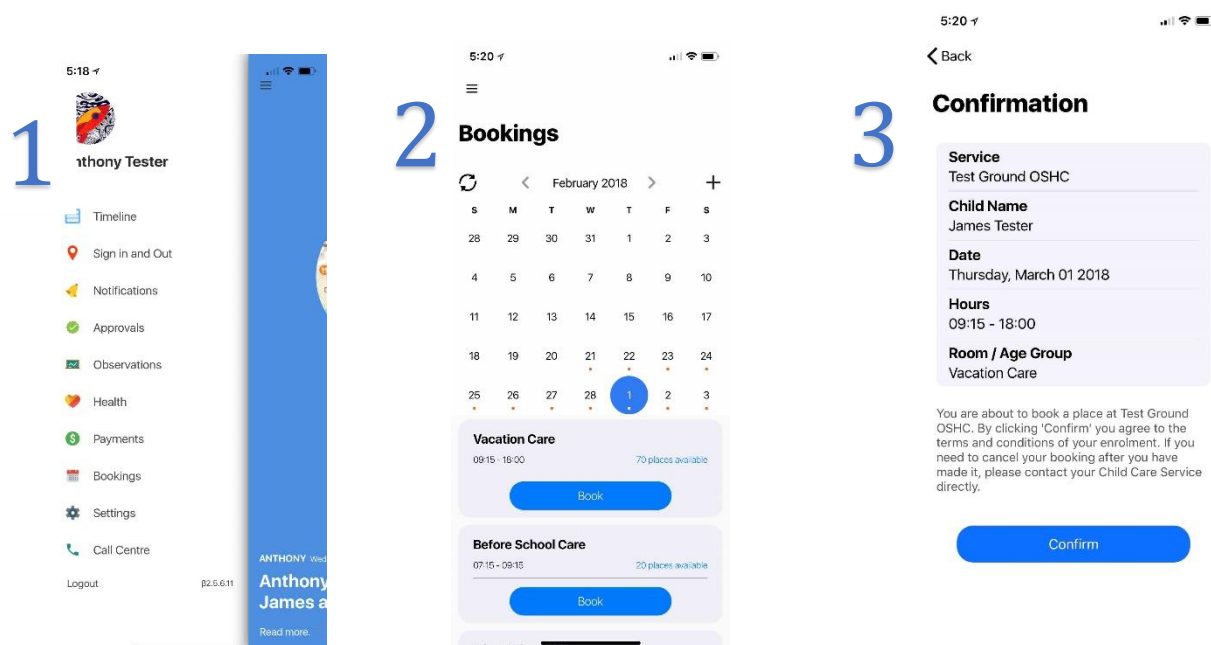 1
5:18
nthony Tester
Timeline
Sign in and Out
Notifications
Approvals
Observations
Health
Payments
Bookings
Settings
Call Centre
Logout β2.5.6.11
ANTHONY Wed
Anthony
James a
Read more.
2
5:20
Bookings
February 2018
S M T W T F S
28 29 30 31 1 2 3
4 5 6 7 8 9 10
11 12 13 14 15 16 17
18 19 20 21 22 23 24
25 26 27 28 1 2 3
Vacation Care
09:15 - 18:00 70 places available
Book
Before School Care
07:15 - 09:15 20 places available
Book
3
5:20
Back
Confirmation
Service
Test Ground OSHC
Child Name
James Tester
Date
Thursday, March 01 2018
Hours
09:15 - 18:00
Room / Age Group
Vacation Care
You are about to book a place at Test Ground
OSHC. By clicking 'Confirm' you agree to the
terms and conditions of your enrolment. If you
need to cancel your booking after you have
made it, please contact your Child Care Service
directly.
Confirm